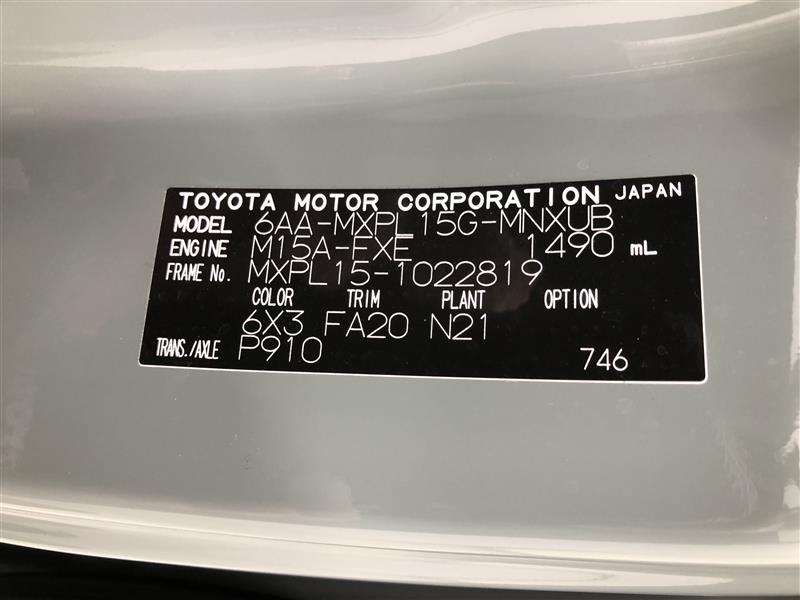 TOYOTA MOTOR CORPORATION JAPAN
MODEL 6AA-MXPL15G-MNXUB
ENGINE M15A-FXE 1490 mL
FRAME No. MXPL15-1022819
COLOR TRIM PLANT OPTION
6X3 FA20 N21
TRANS./AXLE P910 746